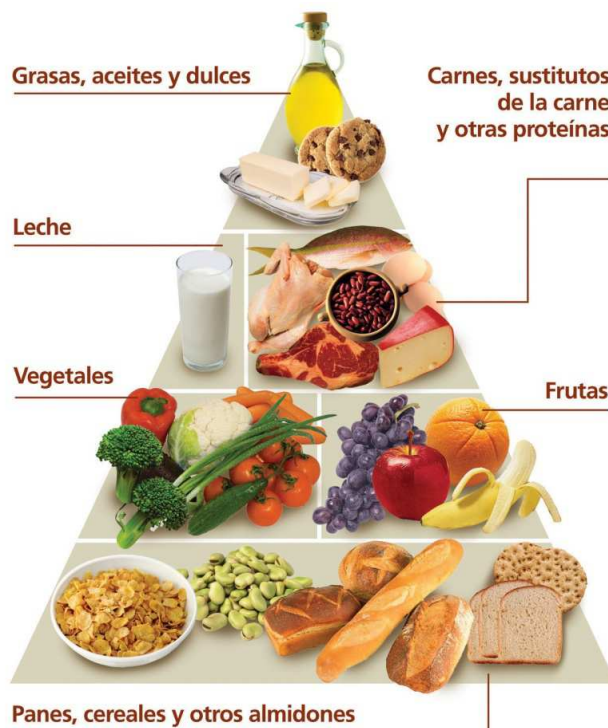 Grasas, aceites y dulces
Carnes, sustitutos
de la carne
y otras proteínas
Leche
Vegetales
Frutas
Panes, cereales y otros almidones